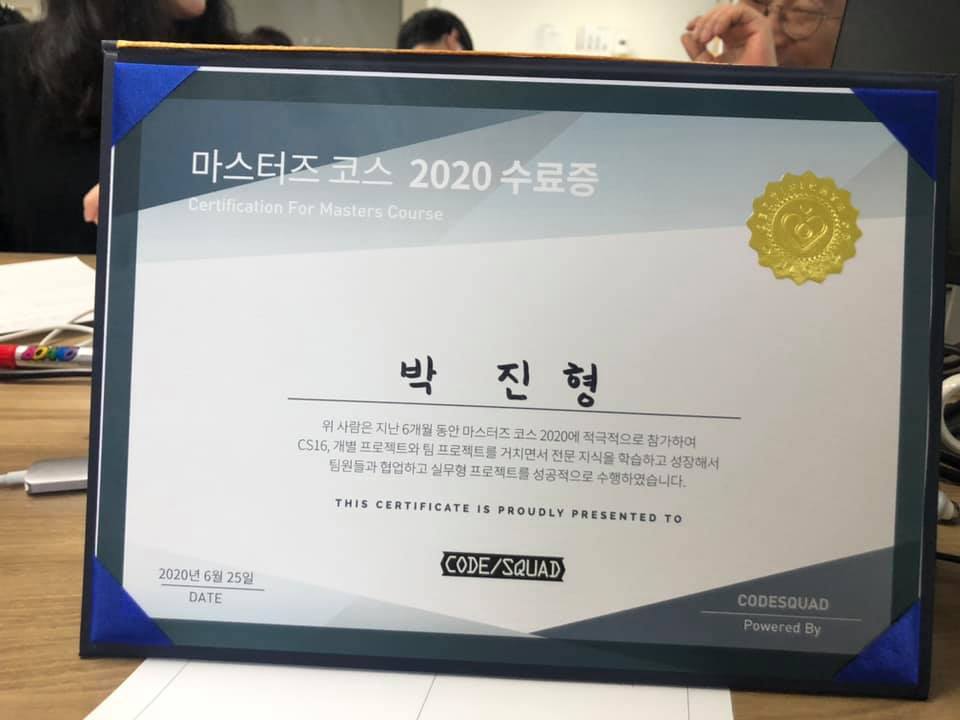 마스터즈 코스 2020 수료증
Certification For Masters Course
박 진 형
위 사람은 지난 6개월 동안 마스터즈 코스 2020에 적극적으로 참가하여
CS16, 개별 프로젝트와 팀 프로젝트를 거치면서 전문 지식을 학습하고 성장해서
팀원들과 협업하고 실무형 프로젝트를 성공적으로 수행하였습니다.
THIS CERTIFICATE IS PROUDLY PRESENTED TO
CODE/SQUAD
2020년 6월 25일
DATE
CODESQUAD
Powered By